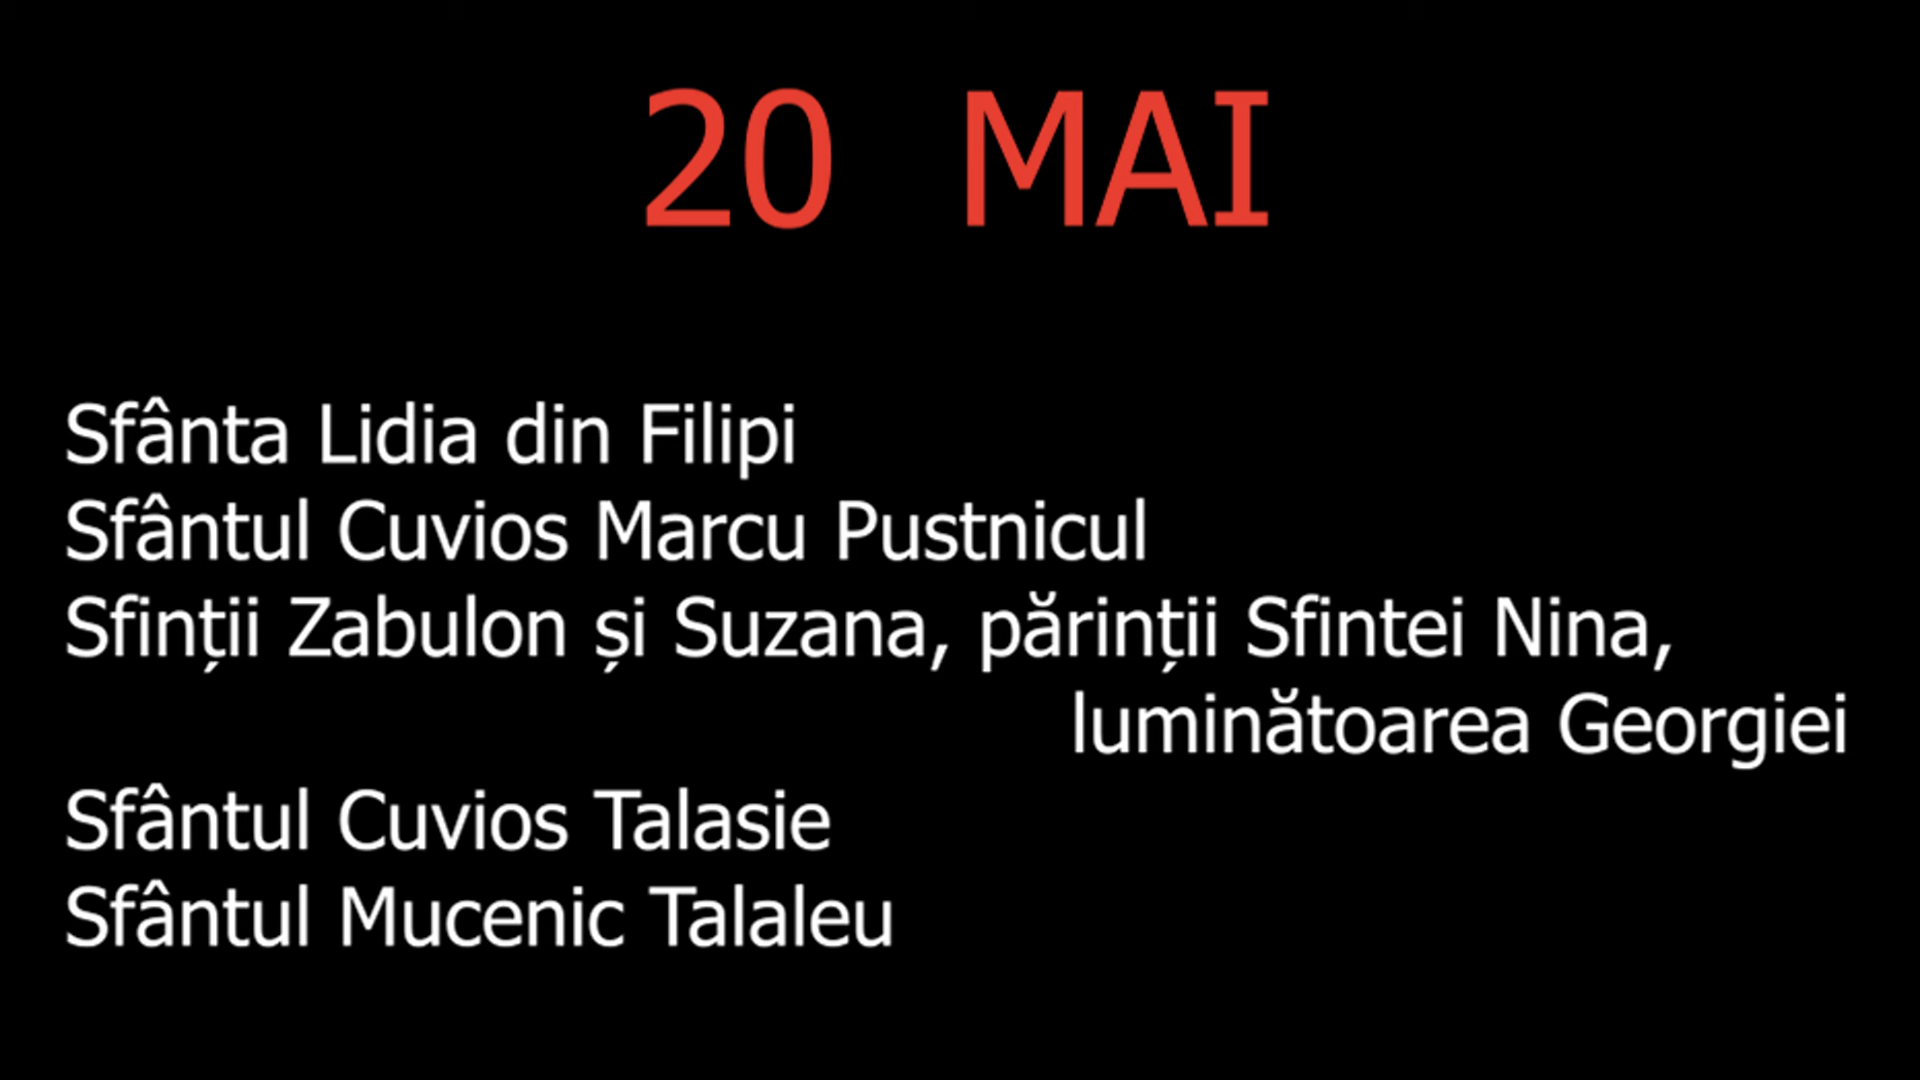 20 MAI
Sfânta Lidia din Filipi
Sfântul Cuvios Marcu Pustnicul
Sfinții Zabulon și Suzana, părinții Sfintei Nina,
luminătoarea Georgiei
Sfântul Cuvios Talasie
Sfântul Mucenic Talaleu